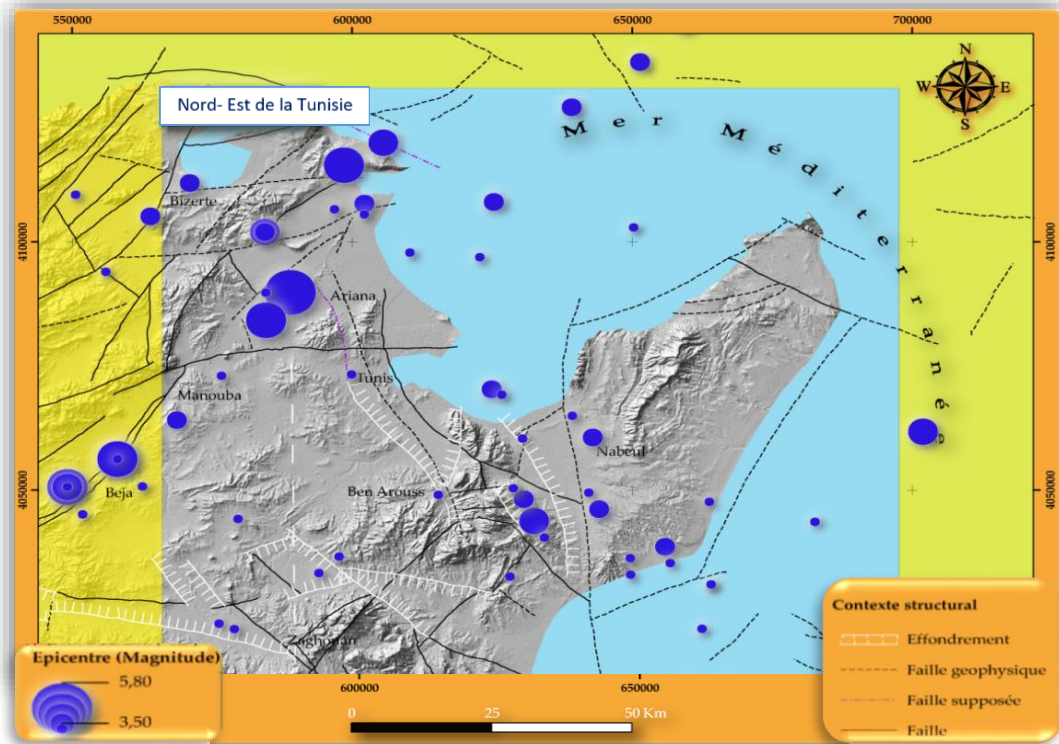 550000
600000
650000
700000
Nord- Est de la Tunisie
N
W
E
S
Mer Méditerranée
Bizerte
4100000
4100000
Ariana
Tunis
Manouba
Nabeul
Beja
Ben Arouss
4050000
4050000
Zaghouan
Contexte structural
Effondrement
Faille geophysique
Faille supposée
Faille
Epicentre (Magnitude)
5,80
3,50
600000
650000
0
25
50 Km